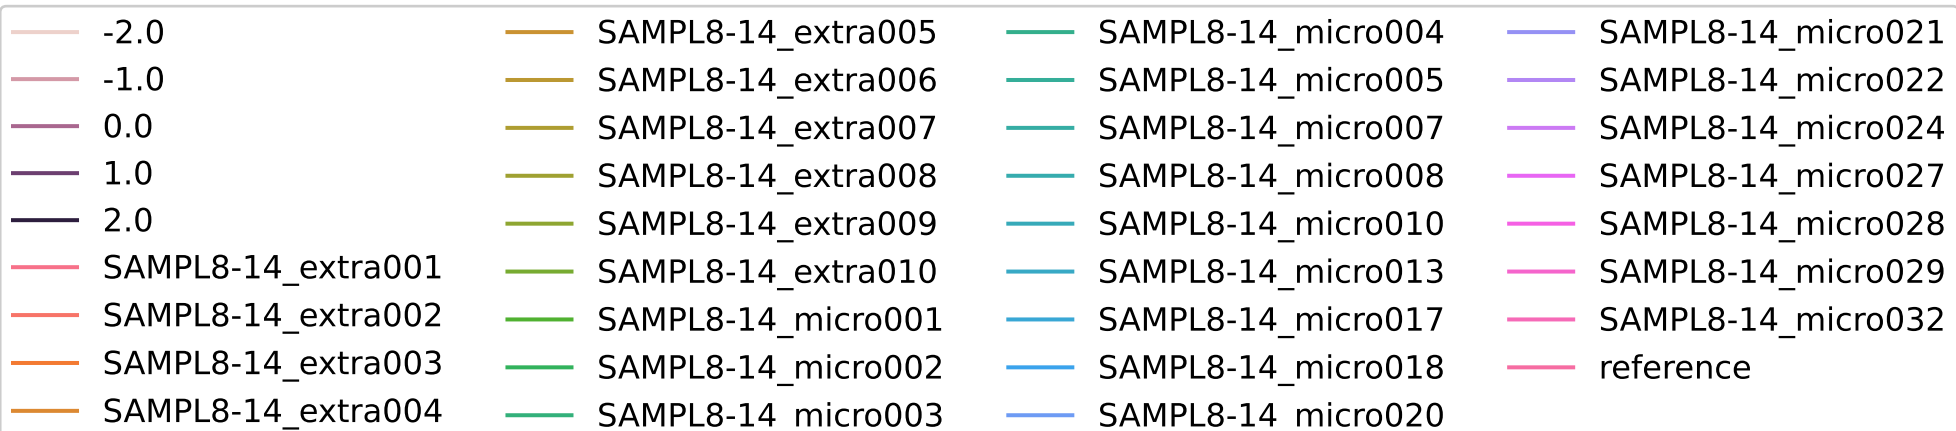 -2.0
-1.0
0.0
1.0
2.0
SAMPL8-14_extra001
SAMPL8-14_extra002
SAMPL8-14_extra003
SAMPL8-14_extra004
SAMPL8-14_extra005
SAMPL8-14_extra006
SAMPL8-14_extra007
SAMPL8-14_extra008
SAMPL8-14_extra009
SAMPL8-14_extra010
SAMPL8-14_micro001
SAMPL8-14_micro002
SAMPL8-14_micro003
SAMPL8-14_micro004
SAMPL8-14_micro005
SAMPL8-14_micro007
SAMPL8-14_micro008
SAMPL8-14_micro010
SAMPL8-14_micro013
SAMPL8-14_micro017
SAMPL8-14_micro018
SAMPL8-14_micro020
SAMPL8-14_micro021
SAMPL8-14_micro022
SAMPL8-14_micro024
SAMPL8-14_micro027
SAMPL8-14_micro028
SAMPL8-14_micro029
SAMPL8-14_micro032
reference